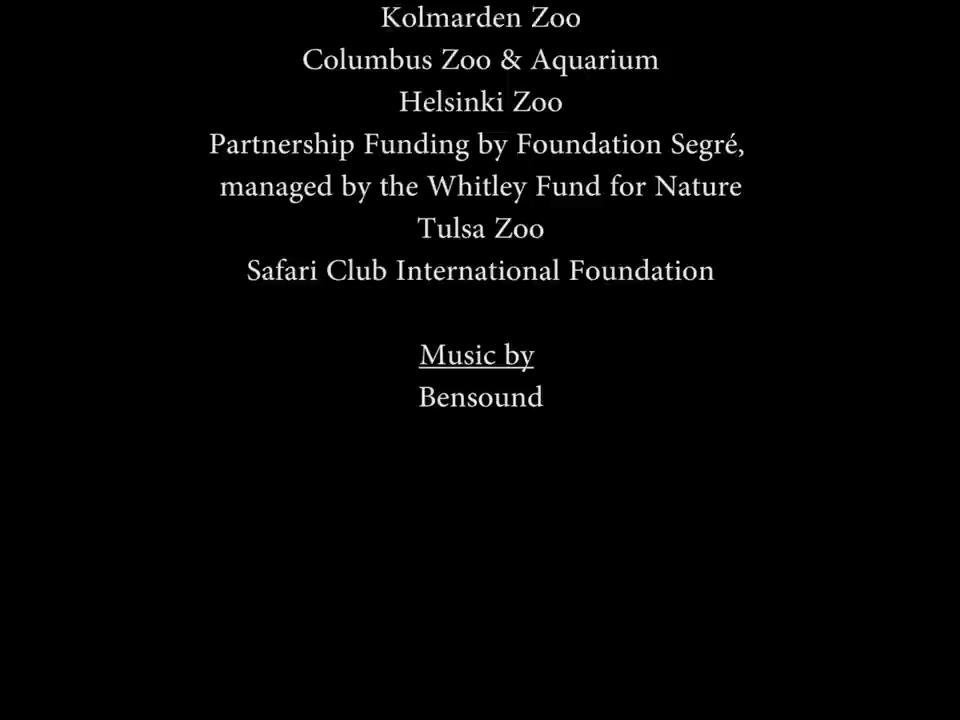 Kolmarden Zoo
Columbus Zoo & Aquarium
Helsinki Zoo
Partnership Funding by Foundation Segré,
managed by the Whitley Fund for Nature
Tulsa Zoo
Safari Club International Foundation
Music by
Bensound